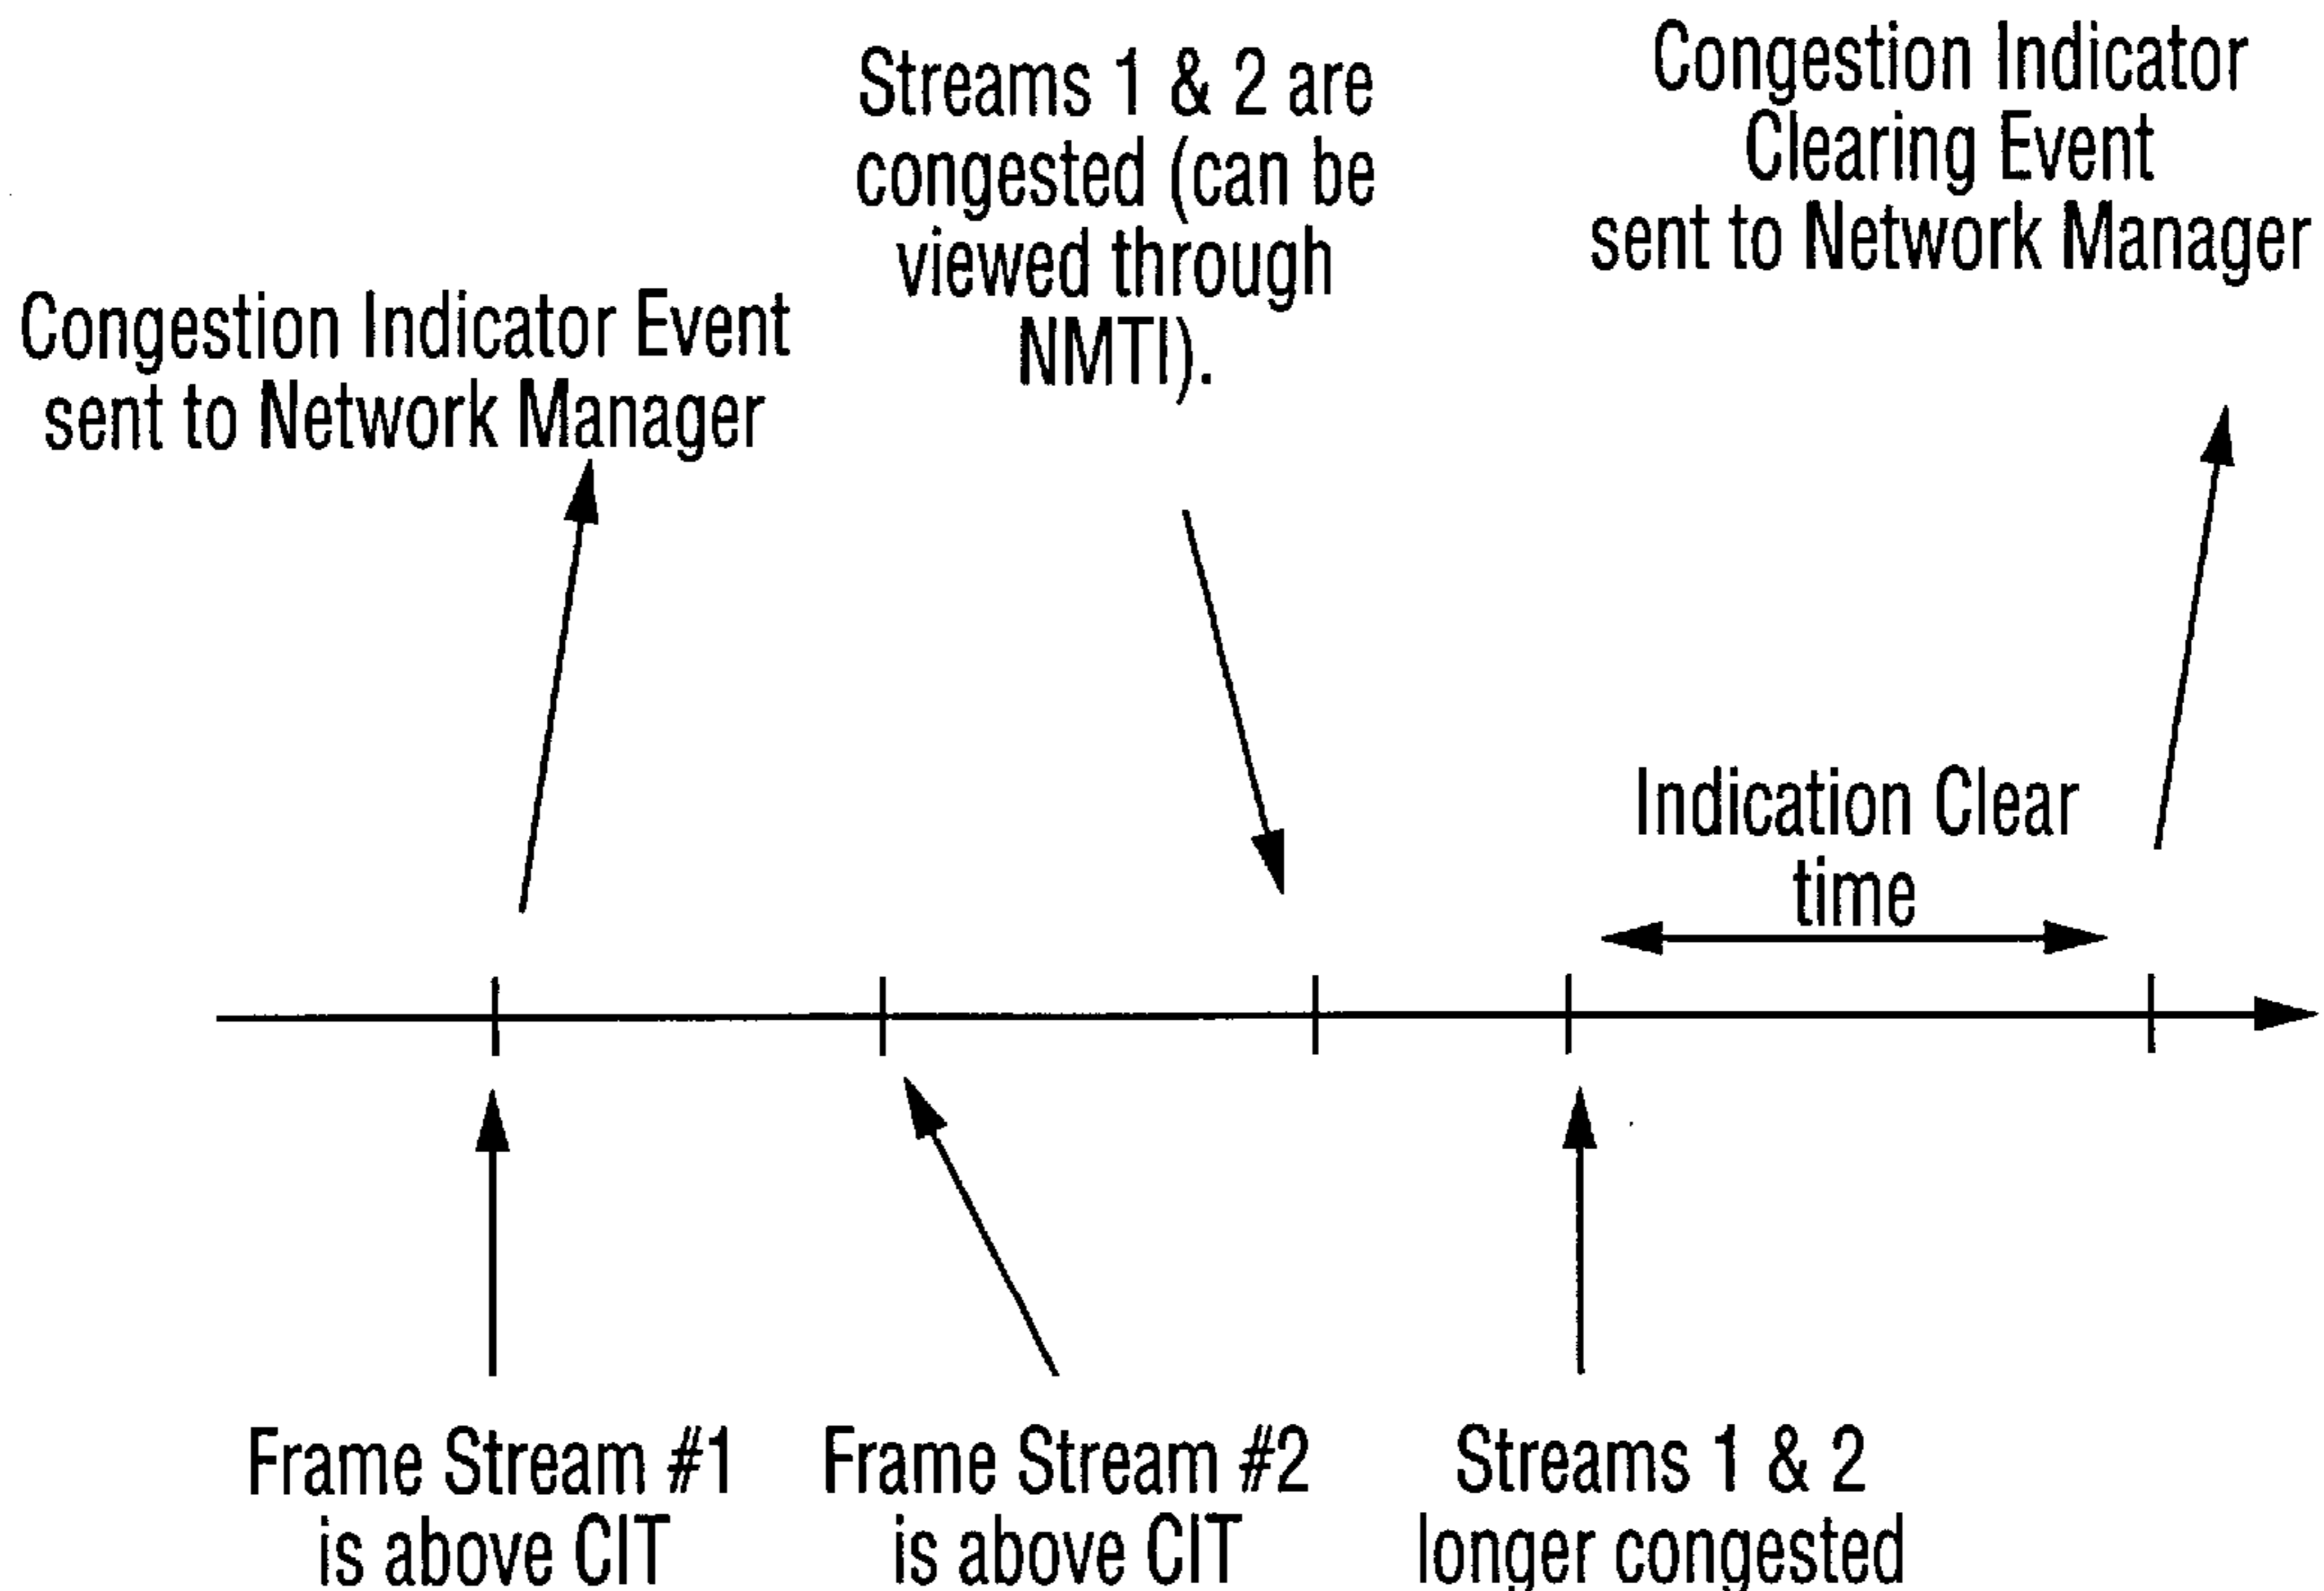 Congestion Indicator Event
sent to Network Manager
Streams 1 & 2 are
congested (can be
viewed through
NMTI).
Congestion Indicator
Clearing Event
sent to Network Manager
Indication Clear
time
Frame Stream #1
is above CIT
Frame Stream #2
is above CIT
Streams 1 & 2
longer congested